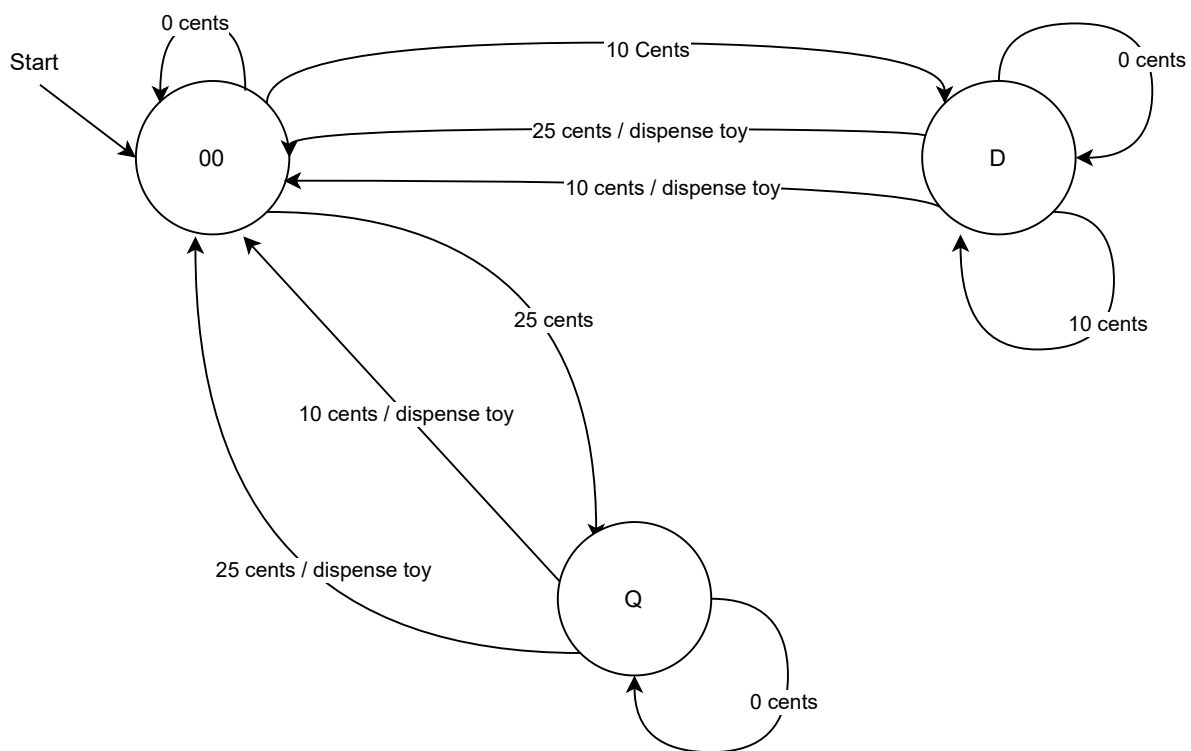 0 cents
Start
10 Cents
0 cents
25 cents / dispense toy
00
D
10 cents / dispense toy
25 cents
10 cents
10 cents / dispense toy
25 cents / dispense toy
Q
0 cents